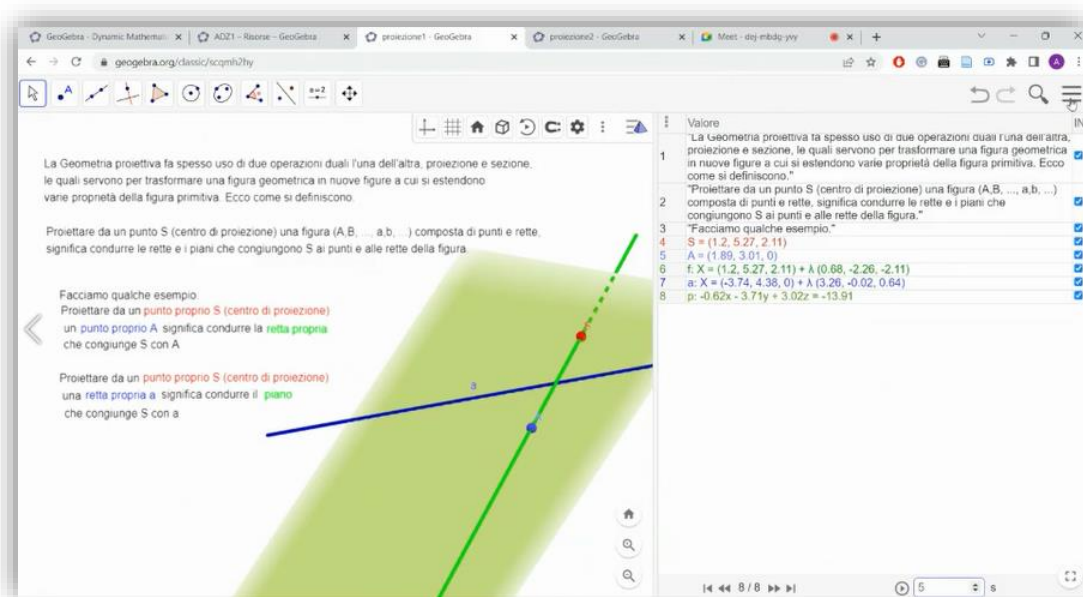 GeoGebra - Dynamic Mathemati
ADZ1 - Risorse - GeoGebra
proiezione1 - GeoGebra
proiezione2 - GeoGebra
Meet - dej-mbdg-yvy
geogebra.org/classic/scqmh2hy
A
a=2
La Geometria proiettiva fa spesso uso di due operazioni duali l'una dell'altra, proiezione e sezione,
le quali servono per trasformare una figura geometrica in nuove figure a cui si estendono
varie proprietà della figura primitiva. Ecco come si definiscono.
Proiettare da un punto S (centro di proiezione) una figura (A,B, ..., a,b, ...) composta di punti e rette,
significa condurre le rette e i piani che congiungono S ai punti e alle rette della figura.
Facciamo qualche esempio.
Proiettare da un punto proprio S (centro di proiezione)
un punto proprio A significa condurre la retta propria
che congiunge S con A
Proiettare da un punto proprio S (centro di proiezione)
una retta propria a significa condurre il piano
che congiunge S con a
a
Valore
IN
1 "La Geometria proiettiva fa spesso uso di due operazioni duali l'una dell'altra,
proiezione e sezione, le quali servono per trasformare una figura geometrica
in nuove figure a cui si estendono varie proprietà della figura primitiva. Ecco
come si definiscono."
2 "Proiettare da un punto S (centro di proiezione) una figura (A,B, ..., a,b, ...)
composta di punti e rette, significa condurre le rette e i piani che
congiungono S ai punti e alle rette della figura."
3 "Facciamo qualche esempio."
4 S = (1.2, 5.27, 2.11)
5 A = (1.89, 3.01, 0)
6 f: X = (1.2, 5.27, 2.11) + λ (0.68, -2.26, -2.11)
7 a: X = (-3.74, 4.38, 0) + λ (3.26, -0.02, 0.64)
8 p: -0.62x - 3.71y + 3.02z = -13.91
8 / 8
5 s